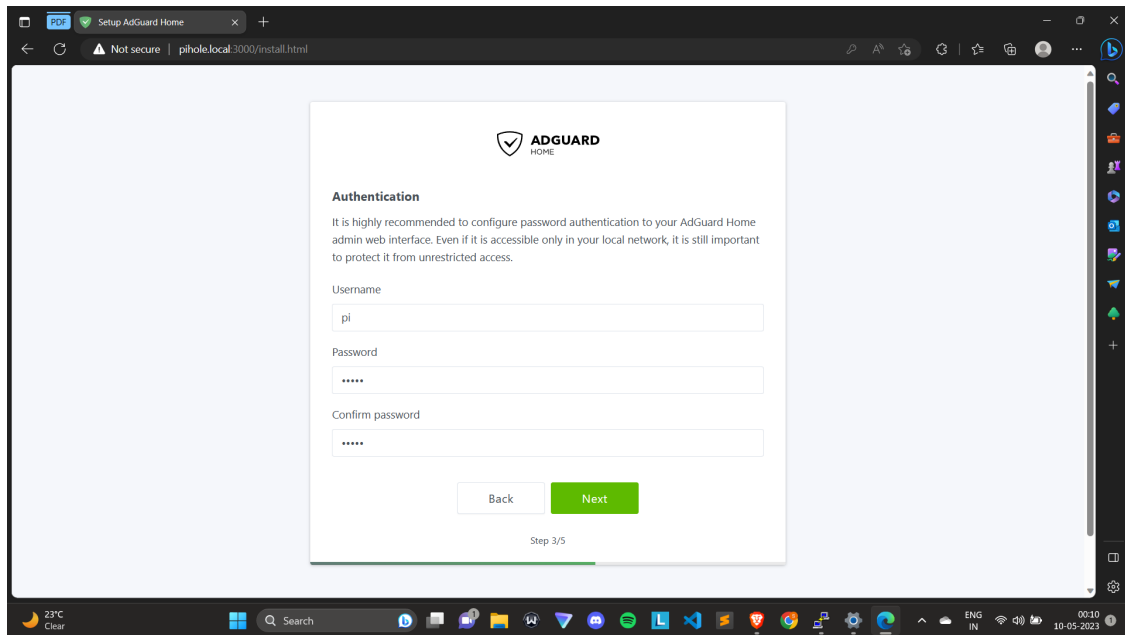 PDF
Setup AdGuard Home
Not secure
pihole.local:3000/install.html
ADGUARD
HOME
Authentication
It is highly recommended to configure password authentication to your AdGuard Home
admin web interface. Even if it is accessible only in your local network, it is still important
to protect it from unrestricted access.
Username
pi
Password
•••••
Confirm password
•••••
Back
Next
Step 3/5
23°C
Clear
Search
ENG
IN
00:10
10-05-2023
1